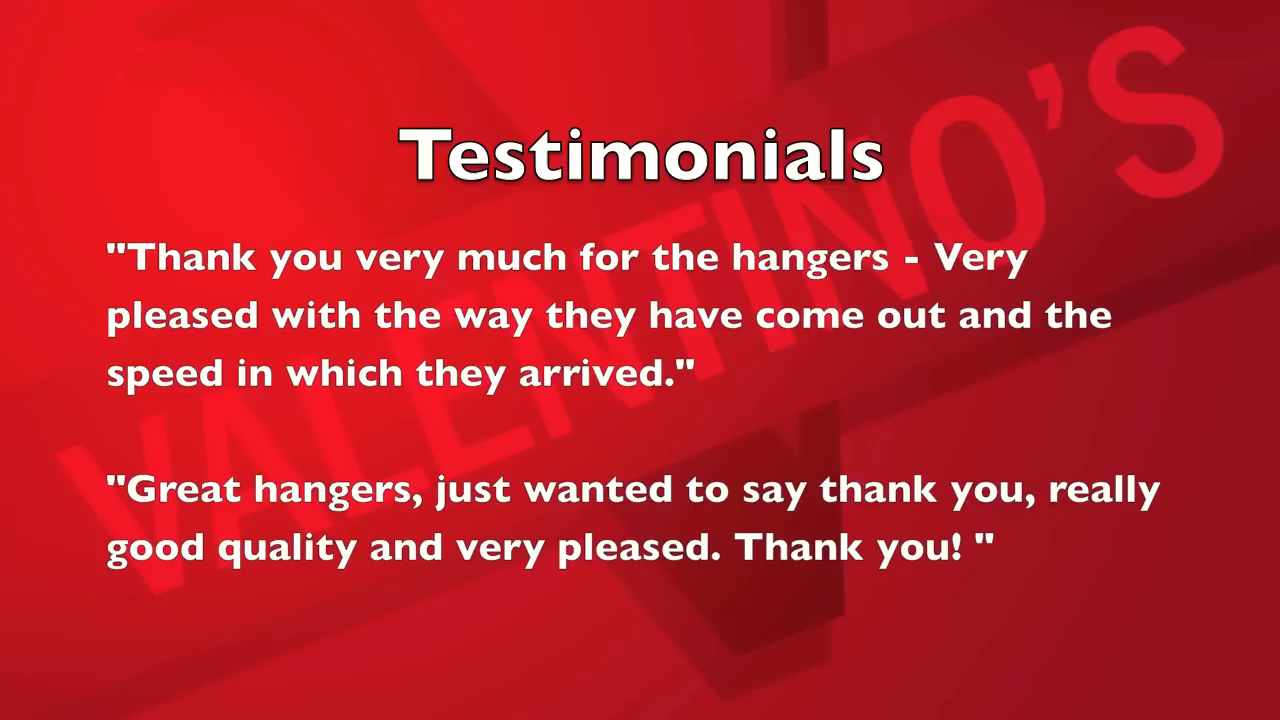 VALENTINO'S
Testimonials
"Thank you very much for the hangers - Very
pleased with the way they have come out and the
speed in which they arrived."
"Great hangers, just wanted to say thank you, really
good quality and very pleased. Thank you! "